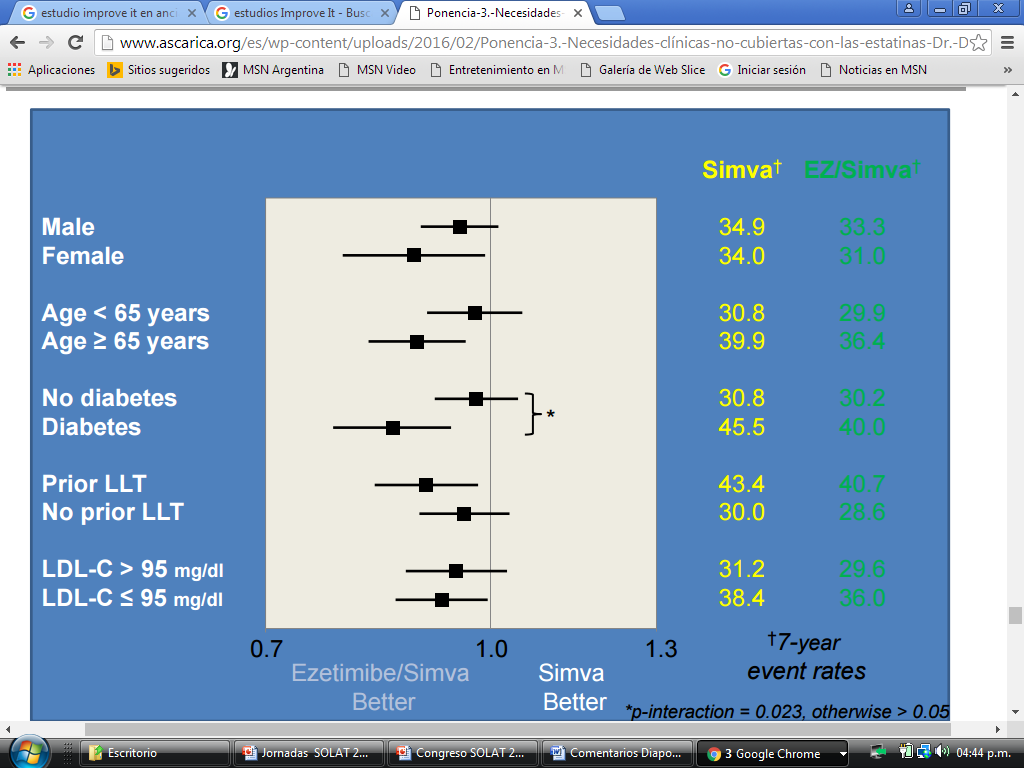 estudio improve it en anci
estudios Improve It - Busc
Ponencia-3.-Necesidades-
www.ascarica.org/es/wp-content/uploads/2016/02/Ponencia-3.-Necesidades-clínicas-no-cubiertas-con-las-estatinas-Dr.-D
Aplicaciones Sitios sugeridos MSN Argentina MSN Video Entretenimiento en M Galería de Web Slice Iniciar sesión Noticias en MSN »
Simva† EZ/Simva†
Male 34.9 33.3
Female 34.0 31.0
Age < 65 years 30.8 29.9
Age ≥ 65 years 39.9 36.4
No diabetes 30.8 30.2
*
Diabetes 45.5 40.0
Prior LLT 43.4 40.7
No prior LLT 30.0 28.6
LDL-C > 95 mg/dl 31.2 29.6
LDL-C ≤ 95 mg/dl 38.4 36.0
0.7 1.0 1.3
†7-year
event rates
Ezetimibe/Simva
Better
Simva
Better
*p-interaction = 0.023, otherwise > 0.05
Escritorio Jornadas SOLAT 2... Congreso SOLAT 2... Comentarios Diapo... 3 Google Chrome 04:44 p.m.